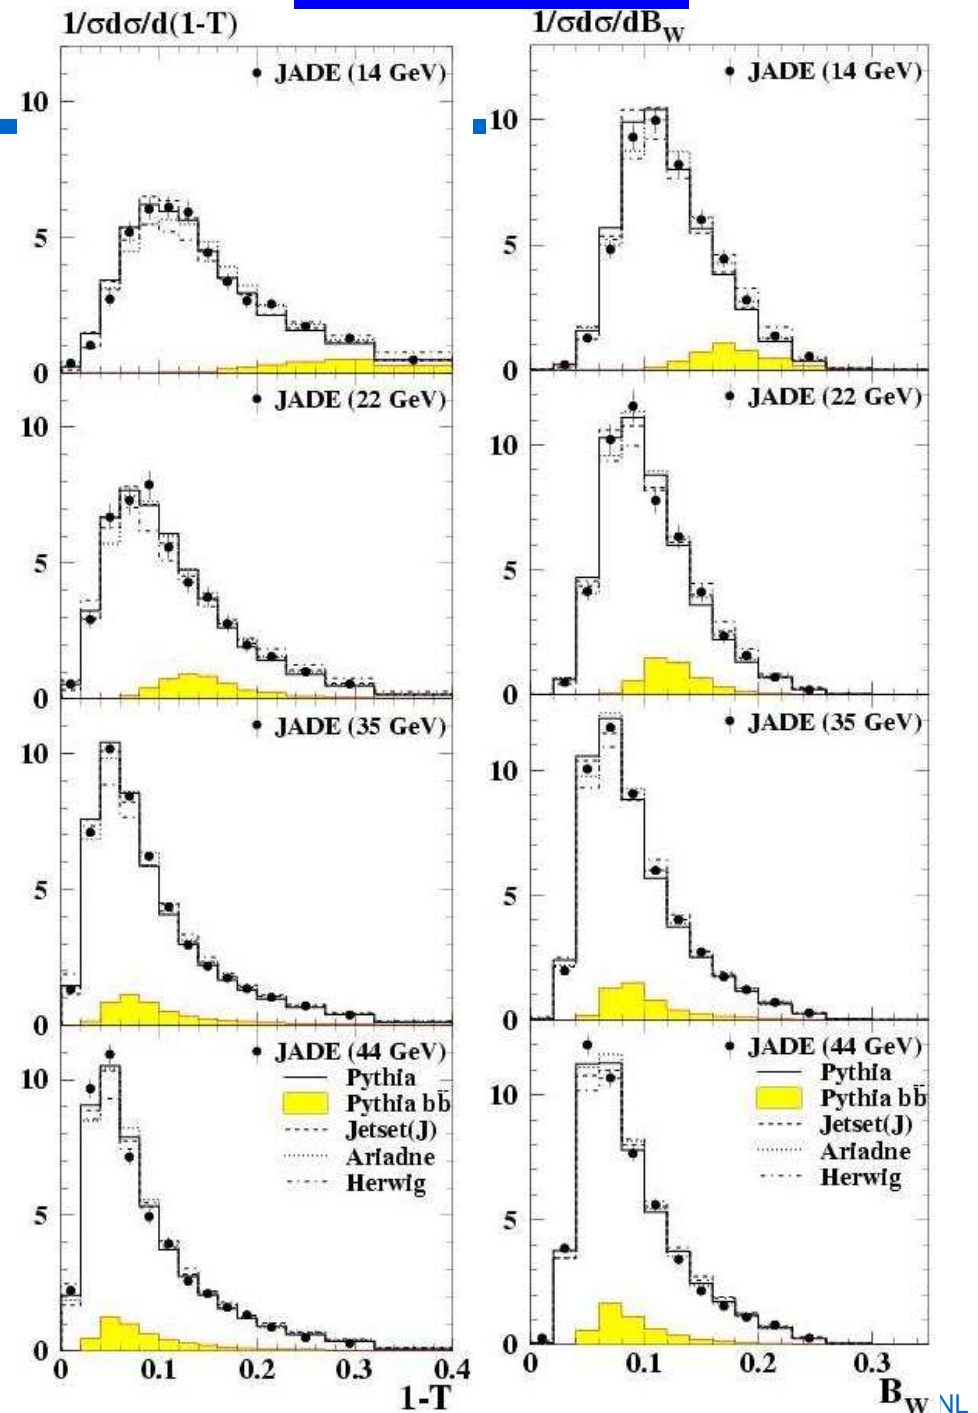 1/σdσ/d(1-T)
JADE (14 GeV)
10
5
0
JADE (22 GeV)
10
5
0
JADE (35 GeV)
10
5
0
JADE (44 GeV)
Pythia
Pythia bb̄
Jetset(J)
Ariadne
Herwig
10
5
0
0 0.1 0.2 0.3 0.4
1-T
1/σdσ/dB_W
JADE (14 GeV)
10
5
0
JADE (22 GeV)
10
5
0
JADE (35 GeV)
10
5
0
JADE (44 GeV)
Pythia
Pythia bb̄
Jetset(J)
Ariadne
Herwig
10
5
0
0 0.1 0.2 0.3
B_W
NL